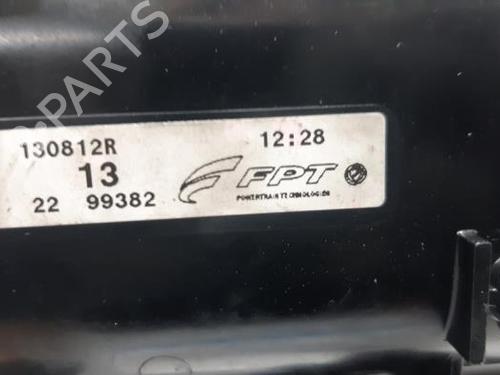 PARTS
130812R 12:28
13
22 99382
FPT
POWERTRAIN TECHNOLOGIES